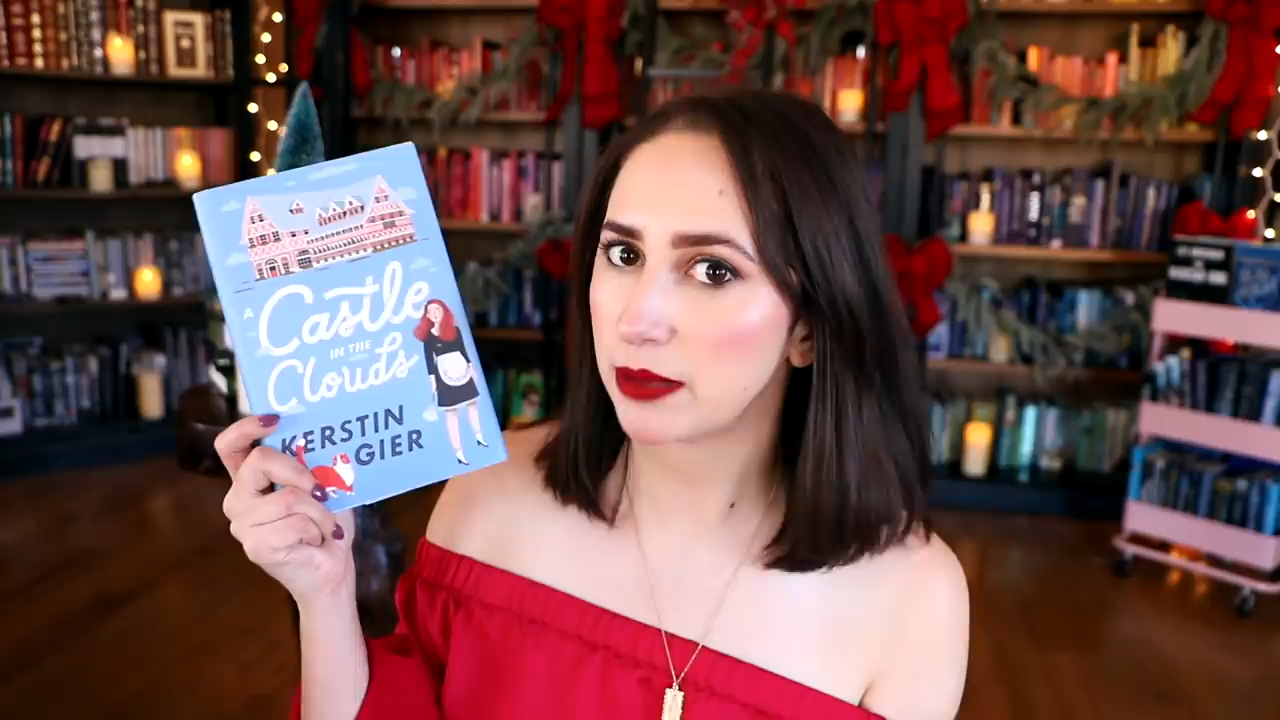 A
Castle
IN THE
Clouds
KERSTIN
GIER